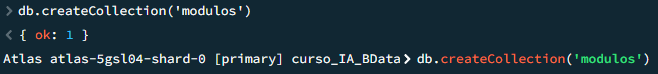 > db.createCollection('modulos')
< { ok: 1 }
Atlas atlas-5gsl04-shard-0 [primary] curso_IA_BData> db.createCollection('modulos')